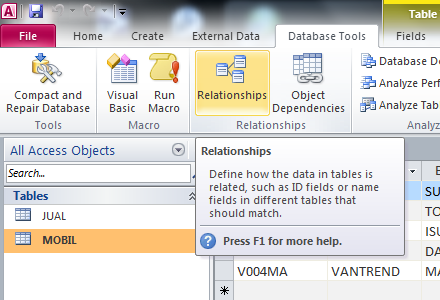 Table
File Home Create External Data Database Tools Fields
Compact and
Repair Database
Visual
Basic
Run
Macro
Relationships
Object
Dependencies
Database Do
Analyze Perf
Analyze Tab
Tools Macro Relationships Analyz
All Access Objects
Search...
Tables
JUAL
MOBIL
Relationships
Define how the data in tables is
related, such as ID fields or name
fields in different tables that
should match.
Press F1 for more help.
SU
TO
ISU
DA
V004MA VANTREND MA